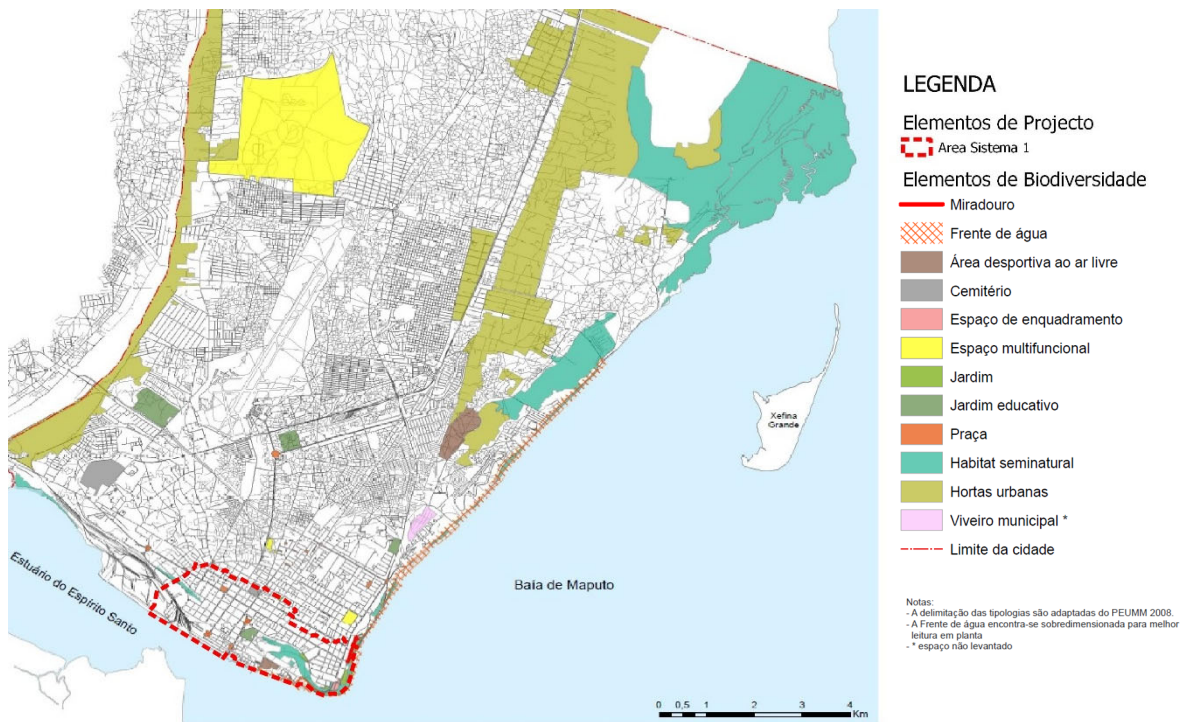 Xefina
Grande
Estuário do Espírito Santo
Baía de Maputo
0 0,5 1 2 3 4
Km
LEGENDA
Elementos de Projecto
Area Sistema 1
Elementos de Biodiversidade
Miradouro
Frente de água
Área desportiva ao ar livre
Cemitério
Espaço de enquadramento
Espaço multifuncional
Jardim
Jardim educativo
Praça
Habitat seminatural
Hortas urbanas
Viveiro municipal *
Limite da cidade
Notas:
- A delimitação das tipologias são adaptadas do PEUMM 2008.
- A Frente de água encontra-se sobredimensionada para melhor
leitura em planta
- * espaço não levantado